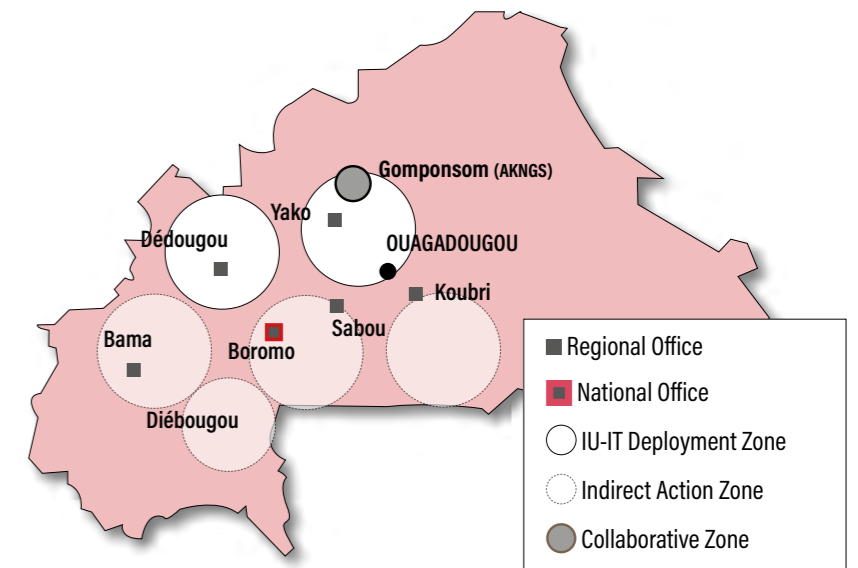 Gomponsom (AKNGS)
Yako
Dédougou
OUAGADOUGOU
Koubri
Sabou
Bama
Boromo
Diébougou
Regional Office
National Office
IU-IT Deployment Zone
Indirect Action Zone
Collaborative Zone